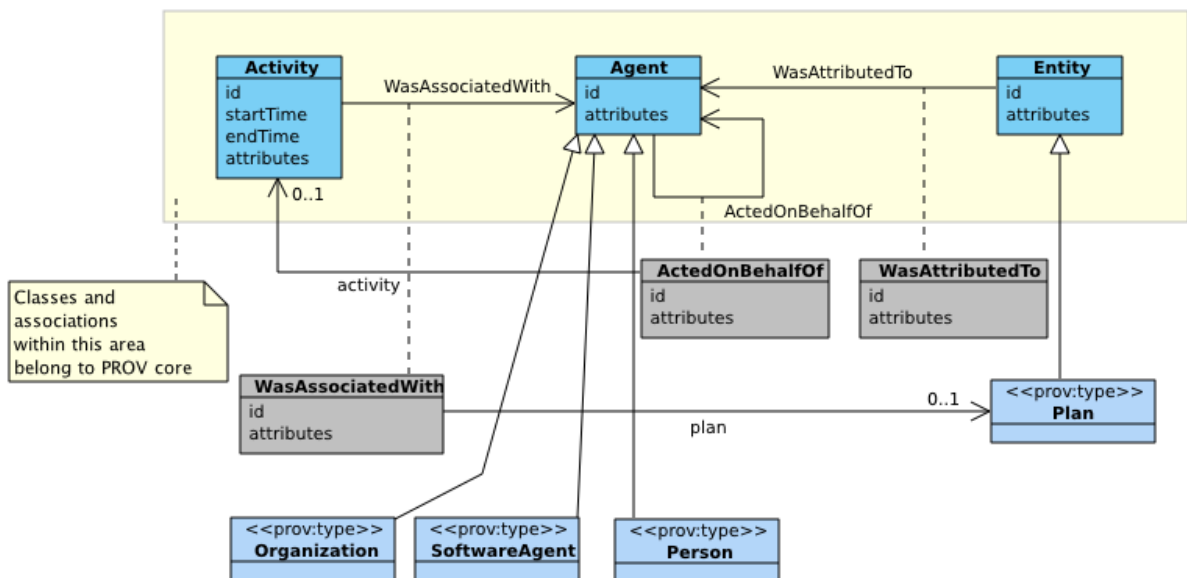 Activity
id
startTime
endTime
attributes
WasAssociatedWith
Agent
id
attributes
WasAttributedTo
Entity
id
attributes
0..1
ActedOnBehalfOf
activity
ActedOnBehalfOf
id
attributes
WasAttributedTo
id
attributes
Classes and
associations
within this area
belong to PROV core
WasAssociatedWith
id
attributes
plan
0..1
<<prov:type>>
Plan
<<prov:type>>
Organization
<<prov:type>>
SoftwareAgent
<<prov:type>>
Person